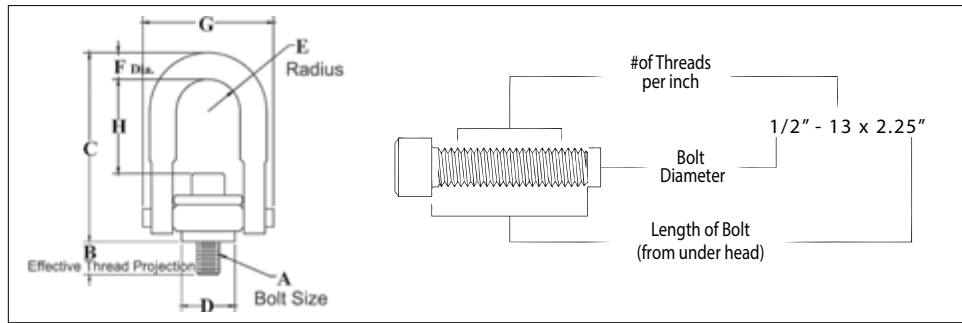 G
E
Radius
F Dia.
H
C
B
Effective Thread Projection
A
Bolt Size
D
#of Threads
per inch
1/2" - 13 x 2.25"
Bolt
Diameter
Length of Bolt
(from under head)